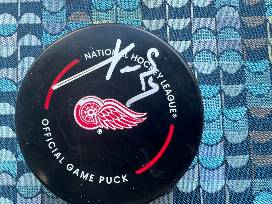 NATIONAL HOCKEY LEAGUE®
®
OFFICIAL GAME PUCK